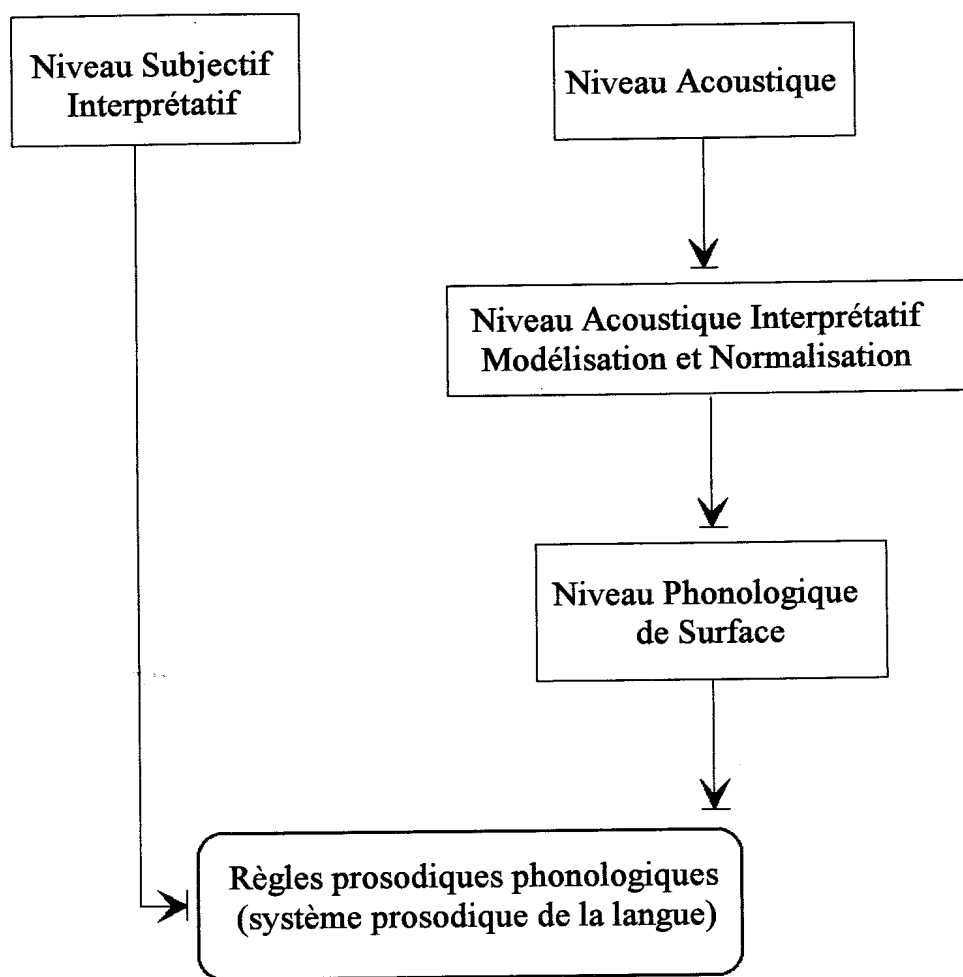 Niveau Subjectif
Interprétatif
Niveau Acoustique
Niveau Acoustique Interprétatif
Modélisation et Normalisation
Niveau Phonologique
de Surface
Règles prosodiques phonologiques
(système prosodique de la langue)